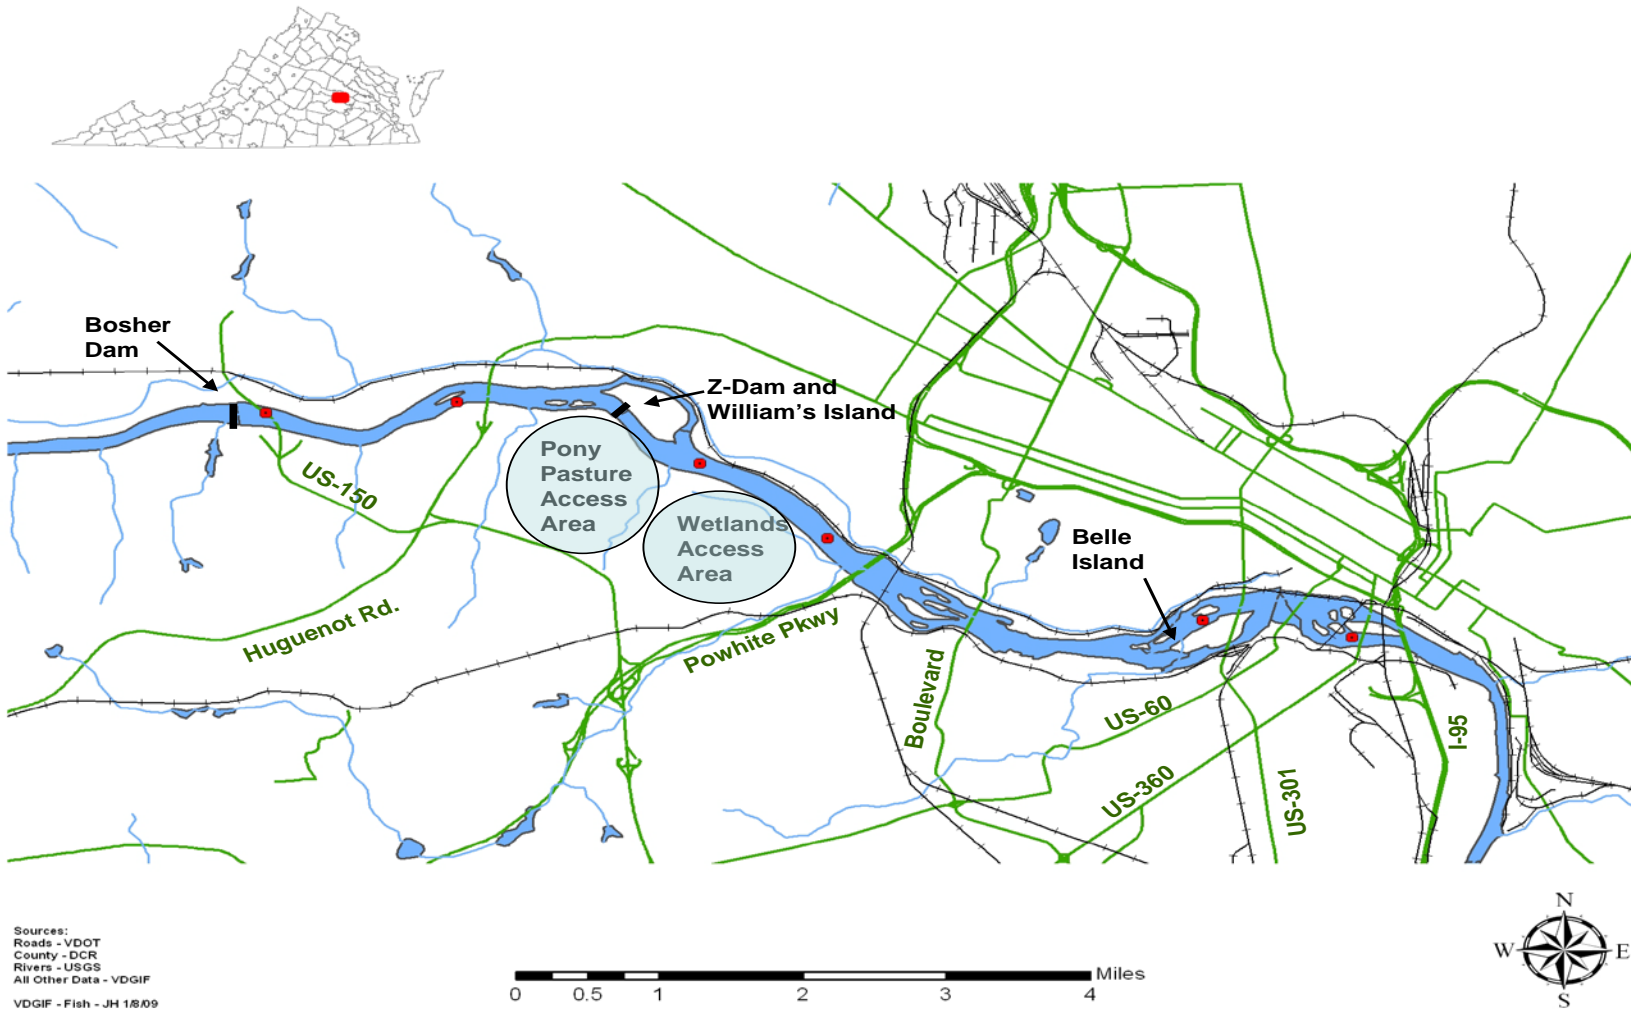 Bosher
Dam
Z-Dam and
William's Island
Pony
Pasture
Access
Area
US-150
Wetlands
Access
Area
Belle
Island
Huguenot Rd.
Powhite Pkwy
Boulevard
US-60
US-360
US-301
I-95
Sources:
Roads - VDOT
County - DCR
Rivers - USGS
All Other Data - VDGIF
VDGIF - Fish - JH 1/8/09
0 0.5 1 2 3 4 Miles
N
W E
S